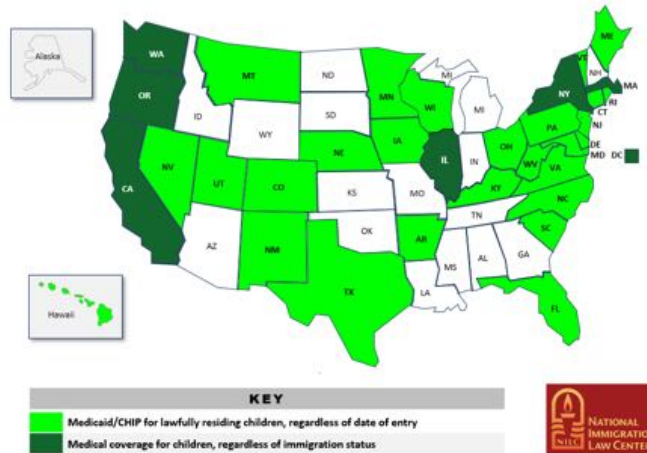 Alaska
WA
OR
CA
NV
ID
MT
WY
UT
AZ
CO
NM
ND
SD
NE
KS
OK
TX
MN
IA
MO
AR
LA
WI
IL
MI
MI
IN
OH
KY
TN
MS
AL
GA
FL
SC
NC
VA
WV
PA
NY
VT
NH
ME
MA
RI
CT
NJ
DE
MD
DC
Hawaii
KEY
Medicaid/CHIP for lawfully residing children, regardless of date of entry
Medical coverage for children, regardless of immigration status
NILC
NATIONAL
IMMIGRATION
LAW CENTER